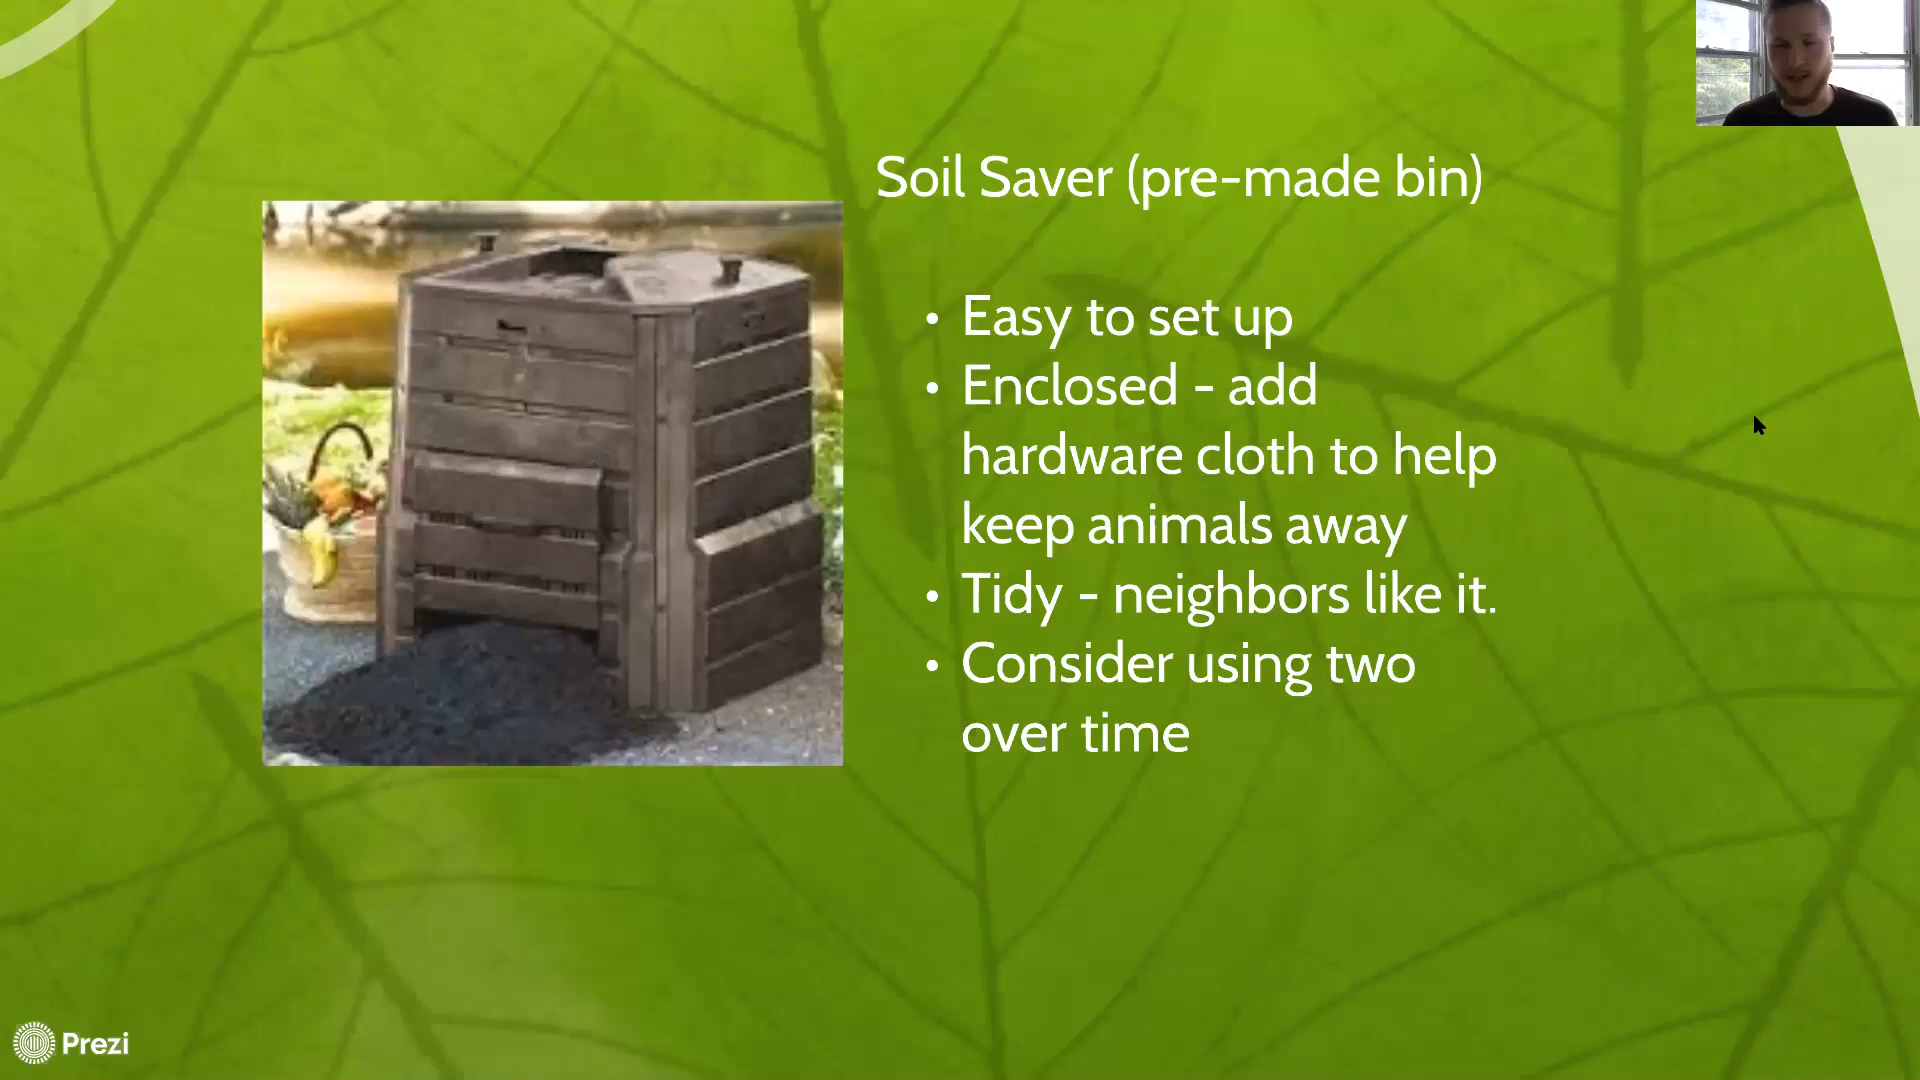 Soil Saver (pre-made bin)
• Easy to set up
• Enclosed - add
hardware cloth to help
keep animals away
• Tidy - neighbors like it.
• Consider using two
over time
Prezi